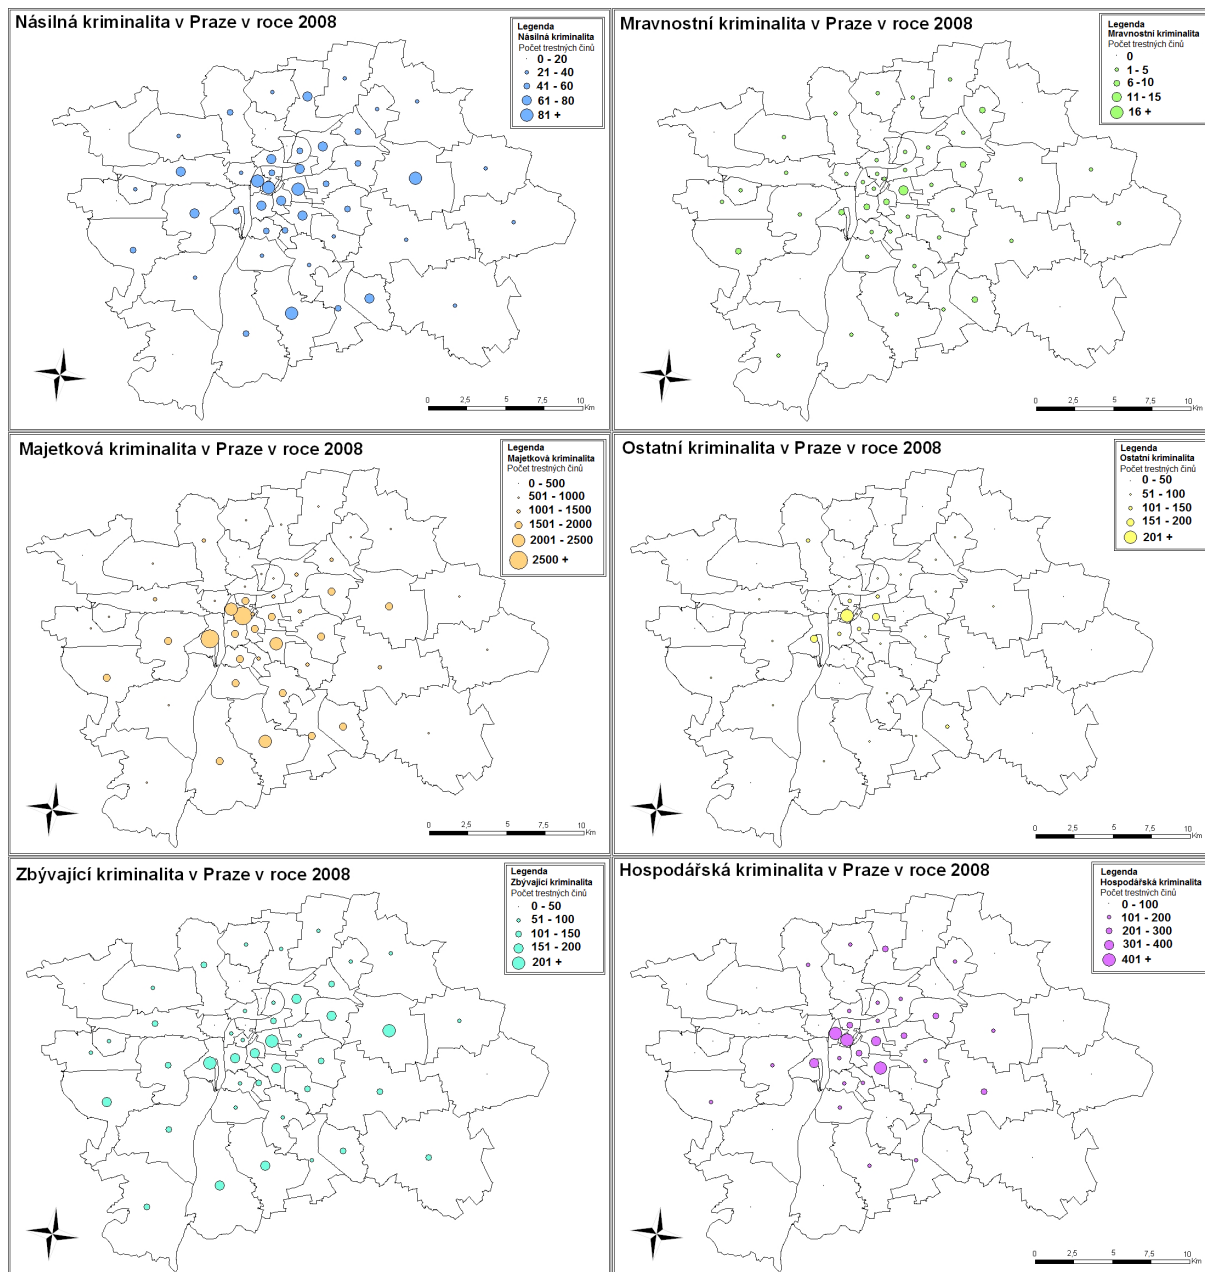 Násilná kriminalita v Praze v roce 2008
Legenda
Násilná kriminalita
Počet trestných činů
0 - 20
21 - 40
41 - 60
61 - 80
81 +
0 2,5 5 7,5 10
Km
Mravnostní kriminalita v Praze v roce 2008
Legenda
Mravnostní kriminalita
Počet trestných činů
0
1 - 5
6 -10
11 - 15
16 +
0 2,5 5 7,5 10
Km
Majetková kriminalita v Praze v roce 2008
Legenda
Majetková kriminalita
Počet trestných činů
0 - 500
501 - 1000
1001 - 1500
1501 - 2000
2001 - 2500
2500 +
0 2,5 5 7,5 10
Km
Ostatní kriminalita v Praze v roce 2008
Legenda
Ostatní kriminalita
Počet trestných činů
0 - 50
51 - 100
101 - 150
151 - 200
201 +
0 2,5 5 7,5 10
Km
Zbývající kriminalita v Praze v roce 2008
Legenda
Zbývající kriminalita
Počet trestných činů
0 - 50
51 - 100
101 - 150
151 - 200
201 +
0 2,5 5 7,5 10
Km
Hospodářská kriminalita v Praze v roce 2008
Legenda
Hospodářská kriminalita
Počet trestných činů
0 - 100
101 - 200
201 - 300
301 - 400
401 +
0 2,5 5 7,5 10
Km